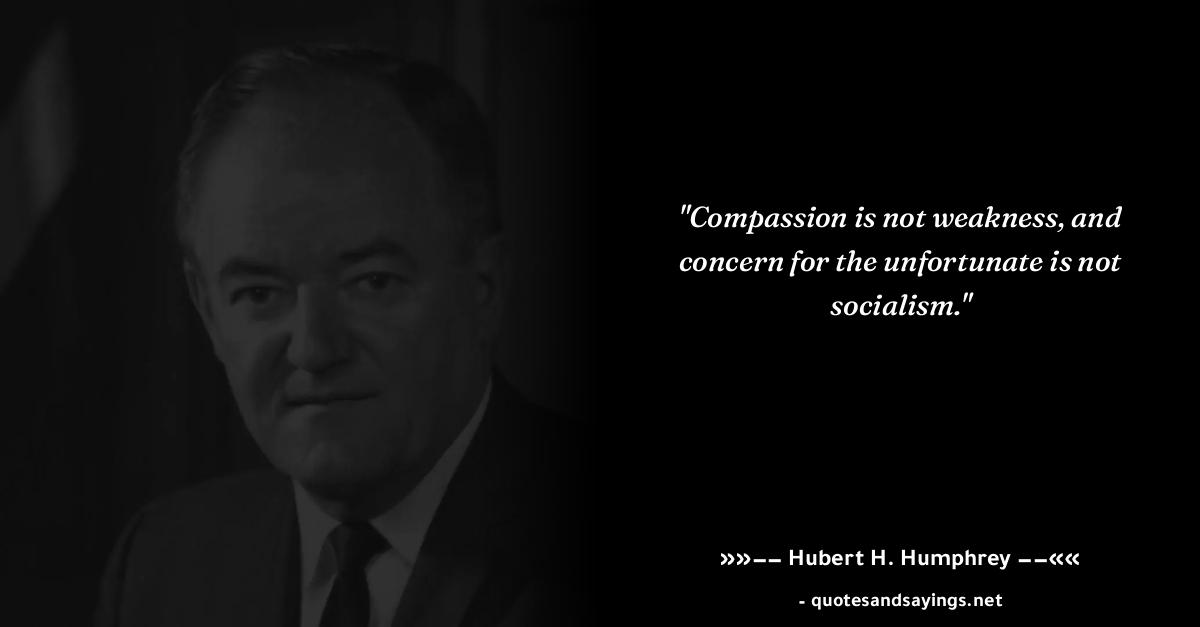 "Compassion is not weakness, and
concern for the unfortunate is not
socialism."
»»−− Hubert H. Humphrey −−««
- quotesandsayings.net